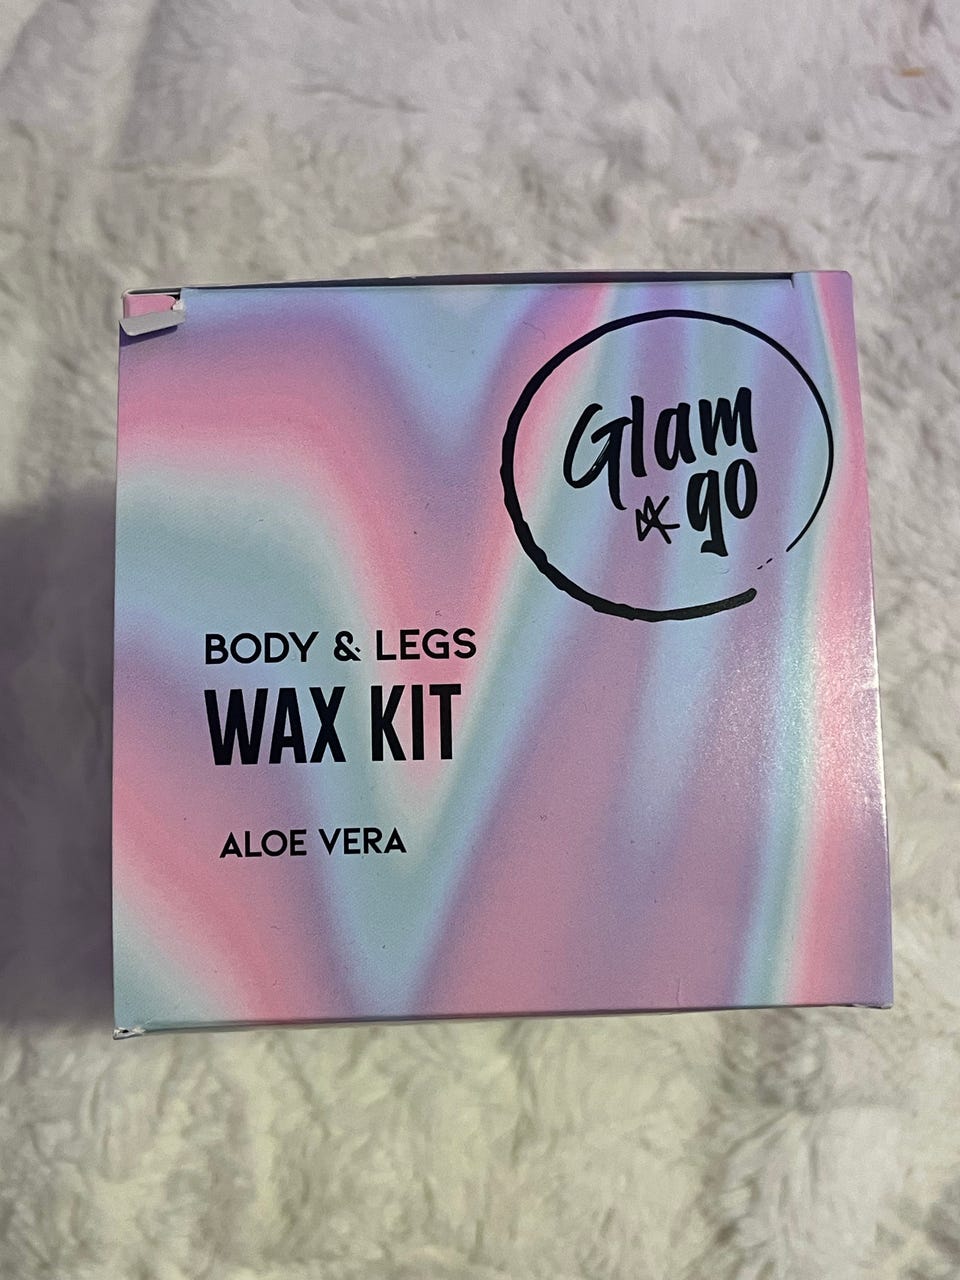 Glam
go
BODY & LEGS
WAX KIT
ALOE VERA